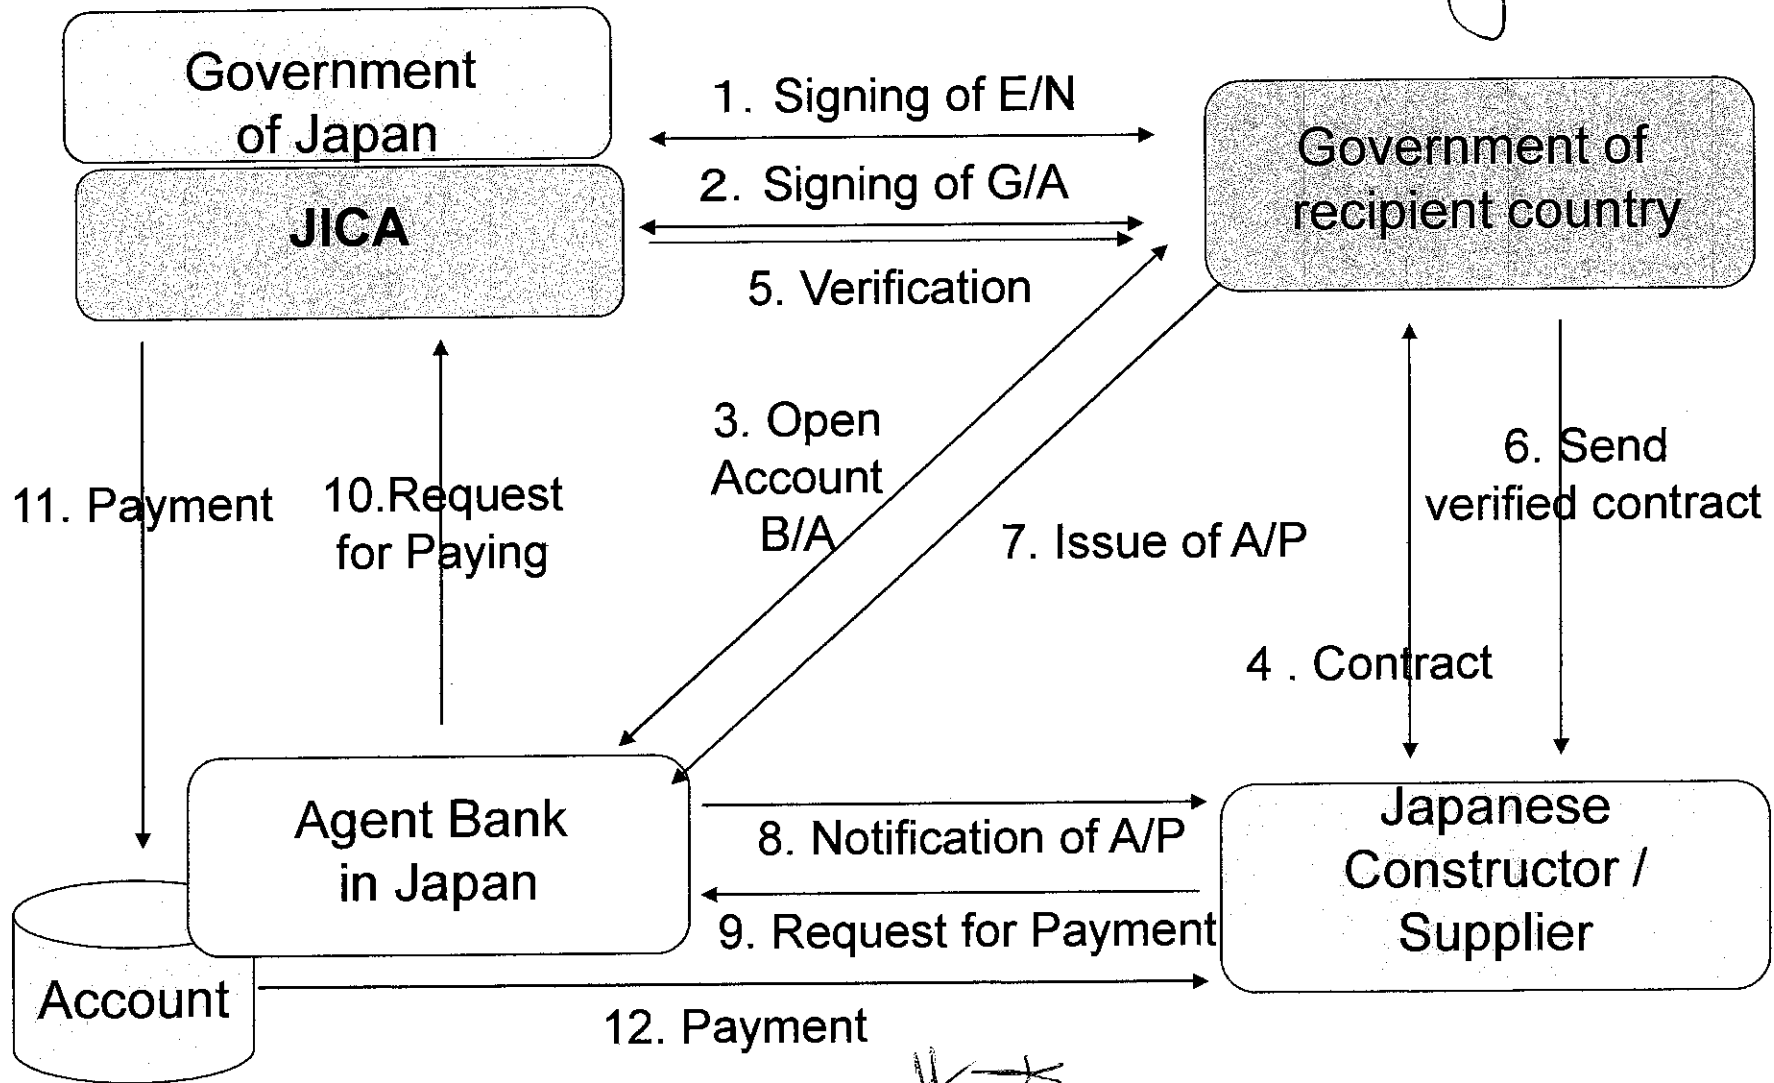 Government
of Japan
JICA
1. Signing of E/N
2. Signing of G/A
5. Verification
Government of
recipient country
3. Open
Account
B/A
7. Issue of A/P
6. Send
verified contract
4 . Contract
11. Payment
10.Request
for Paying
Agent Bank
in Japan
8. Notification of A/P
9. Request for Payment
Japanese
Constructor /
Supplier
Account
12. Payment